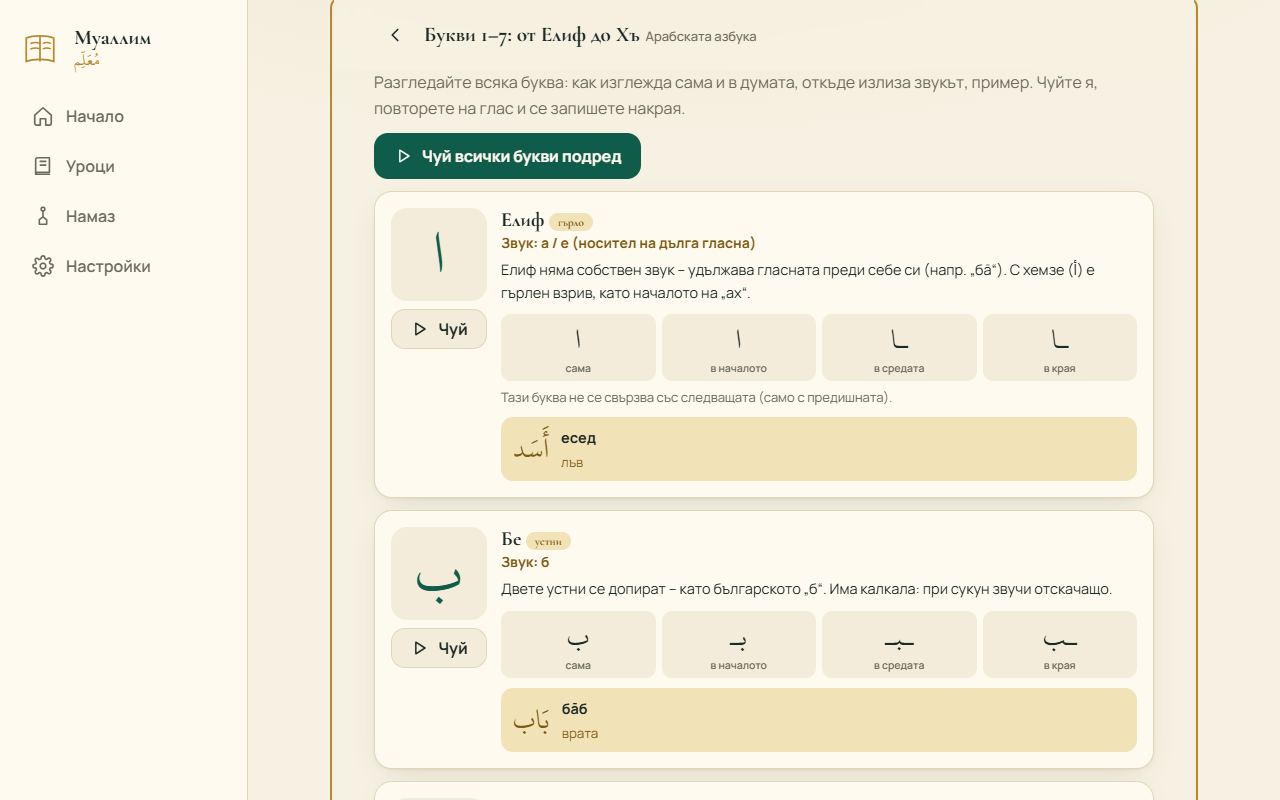 Муаллим
مُعَلِّم
Начало
Уроци
Намаз
Настройки
Букви 1–7: от Елиф до Хъ Арабската азбука
Разгледайте всяка буква: как изглежда сама и в думата, откъде излиза звукът, пример. Чуйте я,
повторете на глас и се запишете накрая.
Чуй всички букви подред
ا
Чуй
Елиф гърло
Звук: а / е (носител на дълга гласна)
Елиф няма собствен звук – удължава гласната преди себе си (напр. „ба̄“). С хемзе (أ) е
гърлен взрив, като началото на „ах“.
ا ا ـا ـا
сама в началото в средата в края
Тази буква не се свързва със следващата (само с предишната).
أَسَد
есед
лъв
ب
Чуй
Бе устни
Звук: б
Двете устни се допират – като българското „б“. Има калкала: при сукун звучи отскачащо.
ب بـ ـبـ ـب
сама в началото в средата в края
بَاب
ба̄б
врата